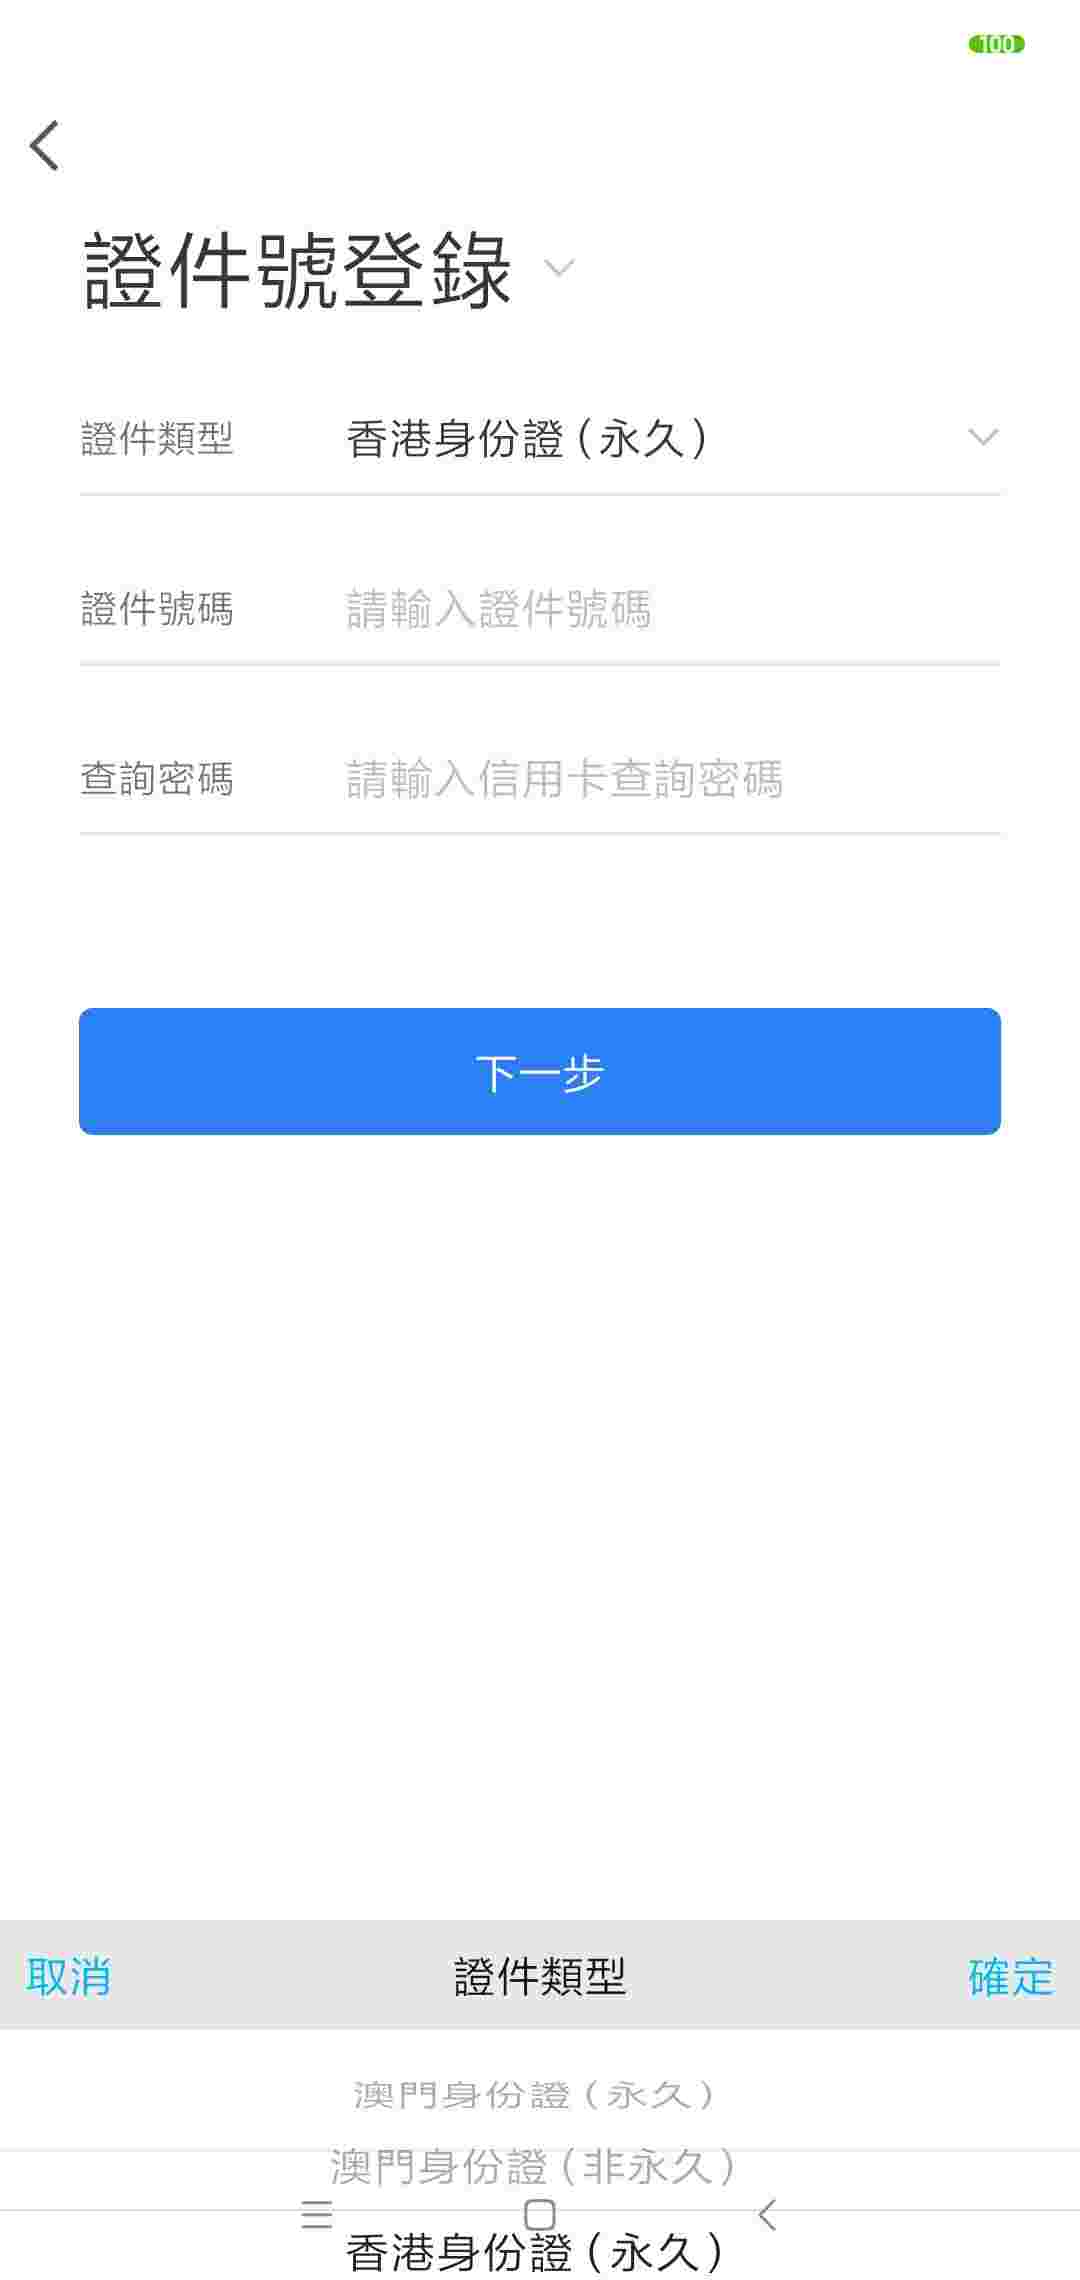 100
證件號登錄
證件類型 香港身份證(永久)
證件號碼 請輸入證件號碼
查詢密碼 請輸入信用卡查詢密碼
下一步
取消 證件類型 確定
澳門身份證(永久)
澳門身份證(非永久)
香港身份證(永久)